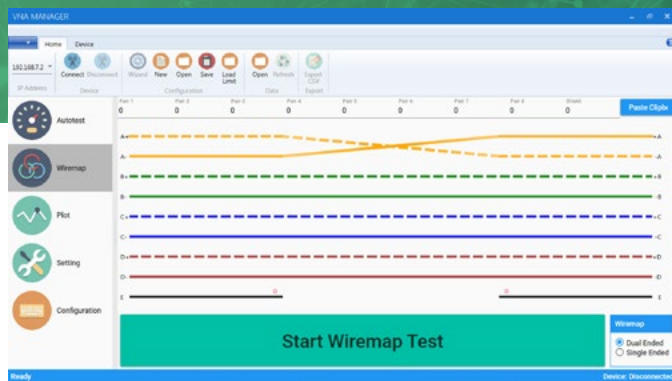 VNA MANAGER
Home Device
192.168.7.2
Connect Disconnect Wizard New Open Save Load Limit Open Refresh Export CSV
IP Address Device Configuration Data Export
Pair 1 Pair 2 Pair 3 Pair 4 Pair 5 Pair 6 Pair 7 Pair 8 Shield
0 0 0 0 0 0 0 0 0
Paste Cliplx
Autotest
A+ +A
A- -A
Wiremap
B+ +B
B- -B
Plot
C+ +C
C- -C
Setting
D+ +D
D- -D
E E
Configuration
Start Wiremap Test
Wiremap
Dual Ended
Single Ended
Ready
Device: Disconnected